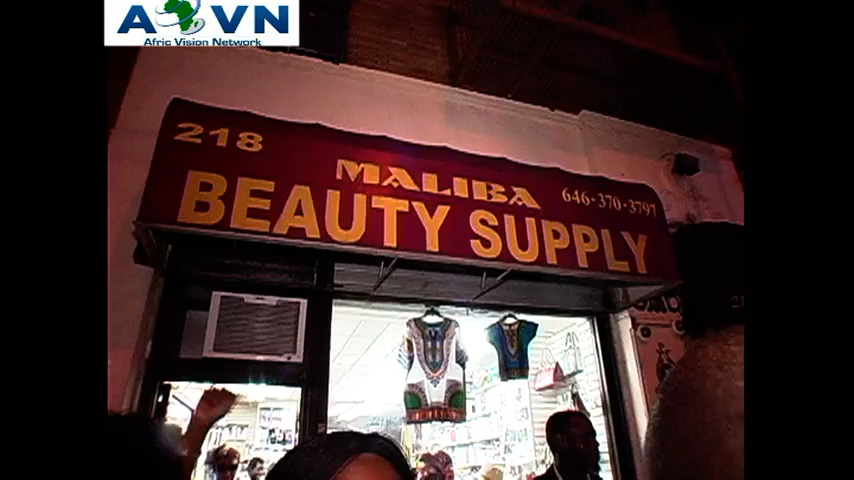 AVN
Afric Vision Network
218
MALIBA
646-370-3797
BEAUTY SUPPLY